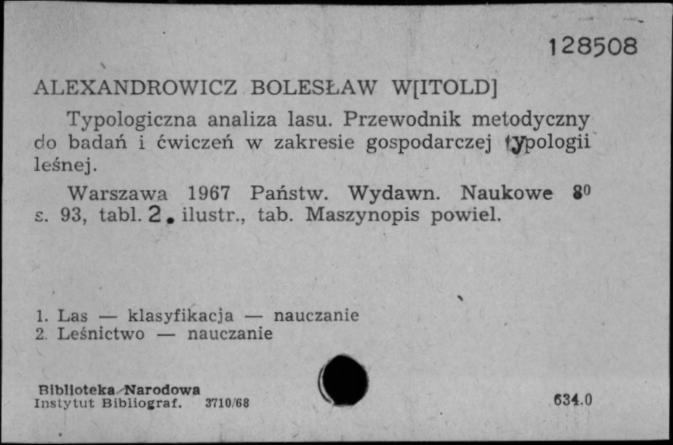 128508
ALEXANDROWICZ BOLESŁAW W[ITOLD]
Typologiczna analiza lasu. Przewodnik metodyczny
do badań i ćwiczeń w zakresie gospodarczej typologii
leśnej.
Warszawa 1967 Państw. Wydawn. Naukowe 8⁰
s. 93, tabl. 2. ilustr., tab. Maszynopis powiel.
1. Las — klasyfikacja — nauczanie
2. Leśnictwo — nauczanie
Biblioteka Narodowa
Instytut Bibliograf. 3710/68
634.0